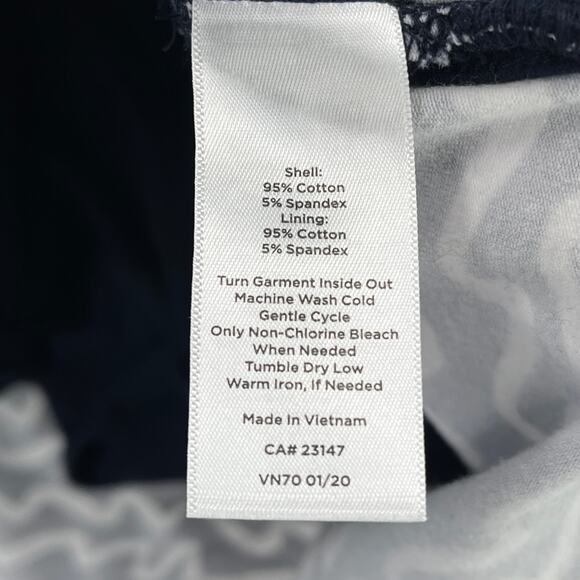 Shell:
95% Cotton
5% Spandex
Lining:
95% Cotton
5% Spandex
Turn Garment Inside Out
Machine Wash Cold
Gentle Cycle
Only Non-Chlorine Bleach
When Needed
Tumble Dry Low
Warm Iron, If Needed
Made In Vietnam
CA# 23147
VN70 01/20